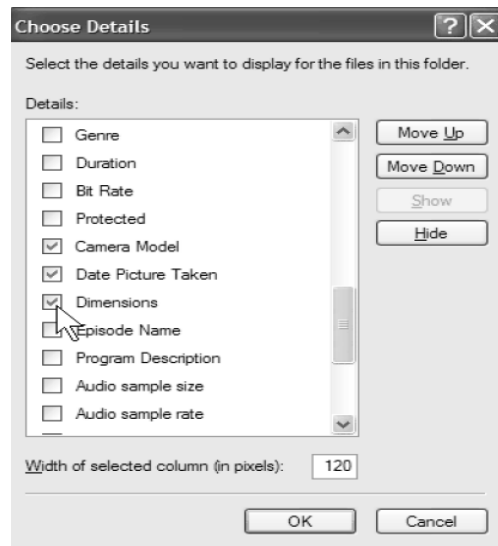 Choose Details
Select the details you want to display for the files in this folder.
Details:
Genre
Duration
Bit Rate
Protected
Camera Model
Date Picture Taken
Dimensions
Episode Name
Program Description
Audio sample size
Audio sample rate
Move Up
Move Down
Show
Hide
Width of selected column (in pixels): 120
OK Cancel